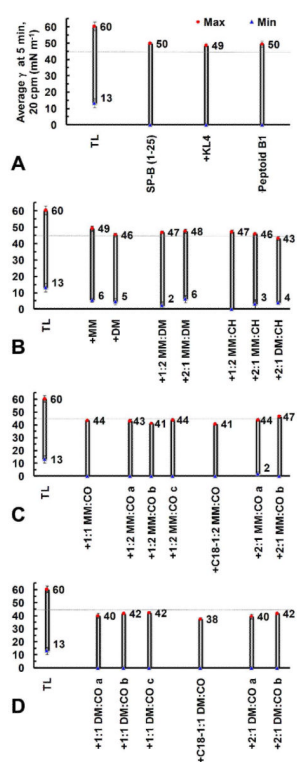 Average γ at 5 min,
20 cpm (mN m⁻¹)
Max Min
60
50
40
30
20
10
0
60 13 50 49 50
TL SP-B (1-25) +KL4 Peptoid B1
A
60
50
40
30
20
10
0
60 13 49 6 46 5 47 2 48 6 47 46 3 43 4
TL +MM +DM +1:2 MM:DM +2:1 MM:DM +1:2 MM:CH +2:1 MM:CH +2:1 DM:CH
B
60
50
40
30
20
10
0
60 13 44 43 41 44 41 44 2 47
TL +1:1 MM:CO +1:2 MM:CO a +1:2 MM:CO b +1:2 MM:CO c +C18-1:2 MM:CO +2:1 MM:CO a +2:1 MM:CO b
C
60
50
40
30
20
10
0
60 13 40 42 42 38 40 42
TL +1:1 DM:CO a +1:1 DM:CO b +1:1 DM:CO c +C18-1:1 DM:CO +2:1 DM:CO a +2:1 DM:CO b
D